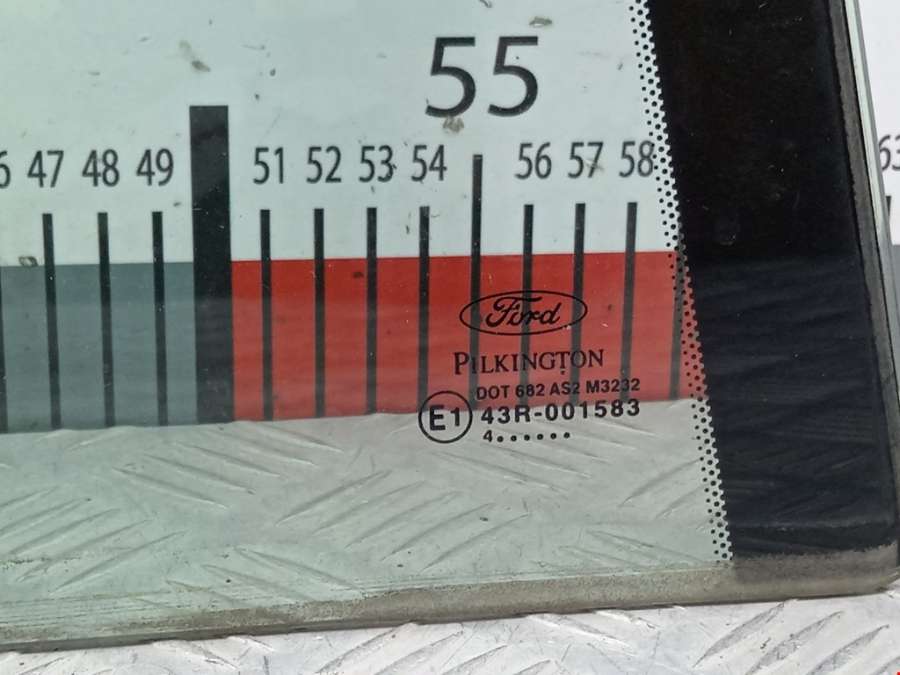 55
47 48 49 51 52 53 54 56 57 58
Ford
PILKINGTON
DOT 682 AS2 M3232
E1 43R-001583
4......